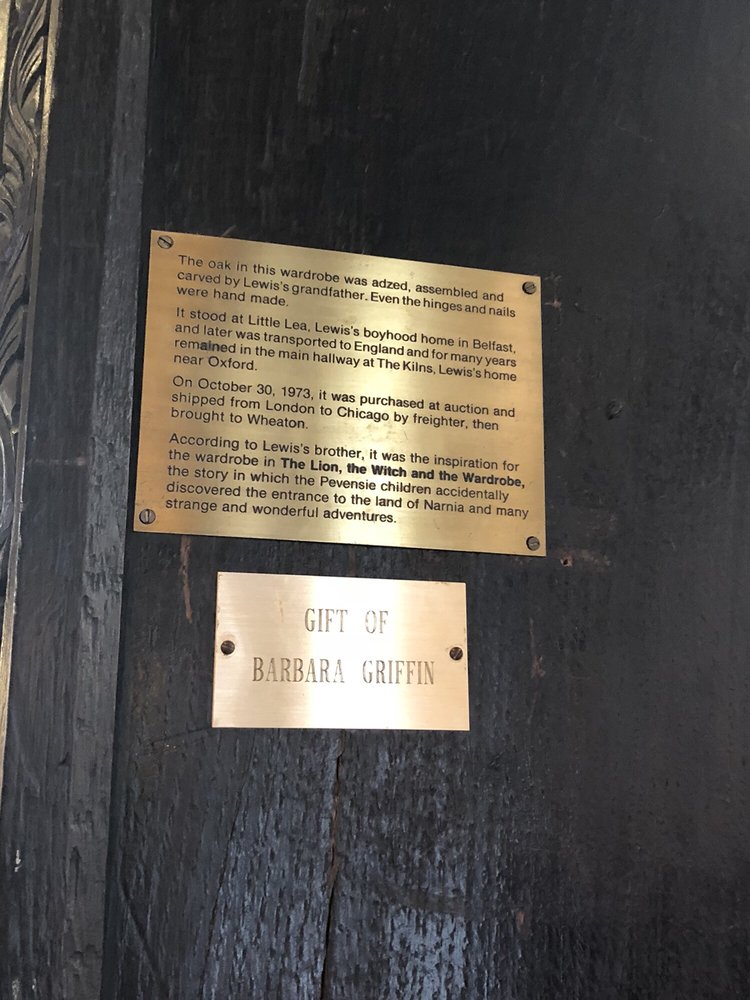 The oak in this wardrobe was adzed, assembled and
carved by Lewis's grandfather. Even the hinges and nails
were hand made.
It stood at Little Lea, Lewis's boyhood home in Belfast,
and later was transported to England and for many years
remained in the main hallway at The Kilns, Lewis's home
near Oxford.
On October 30, 1973, it was purchased at auction and
shipped from London to Chicago by freighter, then
brought to Wheaton.
According to Lewis's brother, it was the inspiration for
the wardrobe in The Lion, the Witch and the Wardrobe,
the story in which the Pevensie children accidentally
discovered the entrance to the land of Narnia and many
strange and wonderful adventures.
GIFT OF
BARBARA GRIFFIN